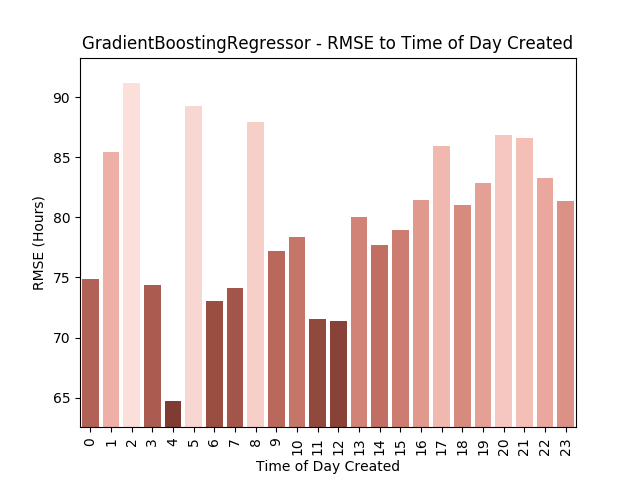 GradientBoostingRegressor - RMSE to Time of Day Created
90
85
80
75
70
65
RMSE (Hours)
0 1 2 3 4 5 6 7 8 9 10 11 12 13 14 15 16 17 18 19 20 21 22 23
Time of Day Created